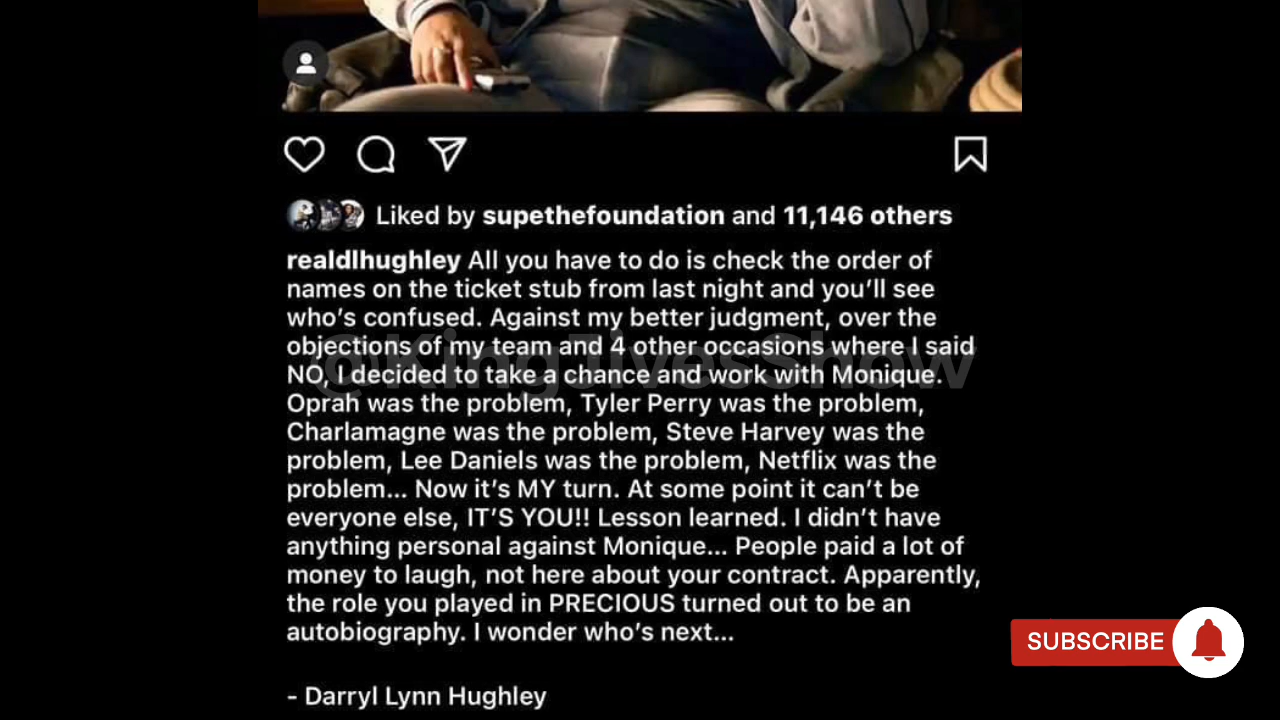 Liked by supethefoundation and 11,146 others
realdlhughley All you have to do is check the order of
names on the ticket stub from last night and you'll see
who's confused. Against my better judgment, over the
objections of my team and 4 other occasions where I said
NO, I decided to take a chance and work with Monique.
Oprah was the problem, Tyler Perry was the problem,
Charlamagne was the problem, Steve Harvey was the
problem, Lee Daniels was the problem, Netflix was the
problem... Now it's MY turn. At some point it can't be
everyone else, IT'S YOU!! Lesson learned. I didn't have
anything personal against Monique... People paid a lot of
money to laugh, not here about your contract. Apparently,
the role you played in PRECIOUS turned out to be an
autobiography. I wonder who's next...
- Darryl Lynn Hughley
@KingElvesShow
SUBSCRIBE